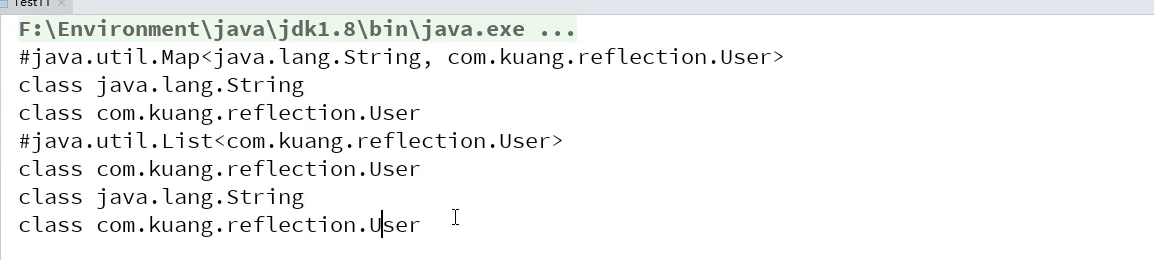 Test11
F:\Environment\java\jdk1.8\bin\java.exe ...
#java.util.Map<java.lang.String, com.kuang.reflection.User>
class java.lang.String
class com.kuang.reflection.User
#java.util.List<com.kuang.reflection.User>
class com.kuang.reflection.User
class java.lang.String
class com.kuang.reflection.User